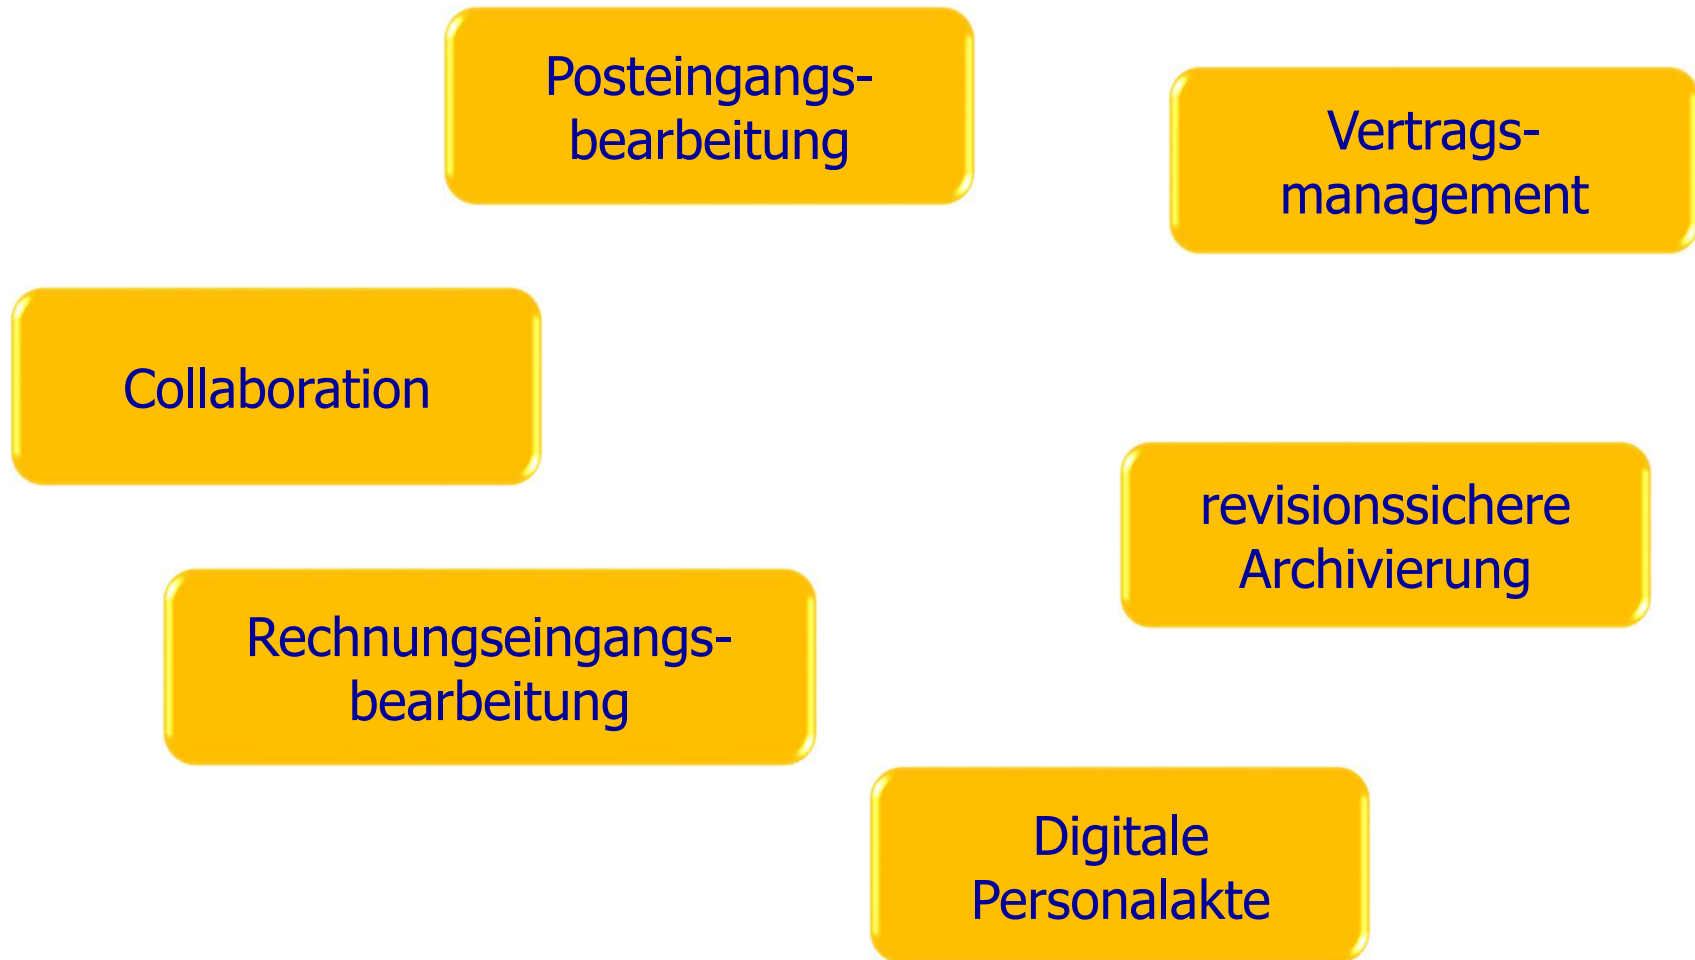 Posteingangs-
bearbeitung
Vertrags-
management
Collaboration
revisionssichere
Archivierung
Rechnungseingangs-
bearbeitung
Digitale
Personalakte